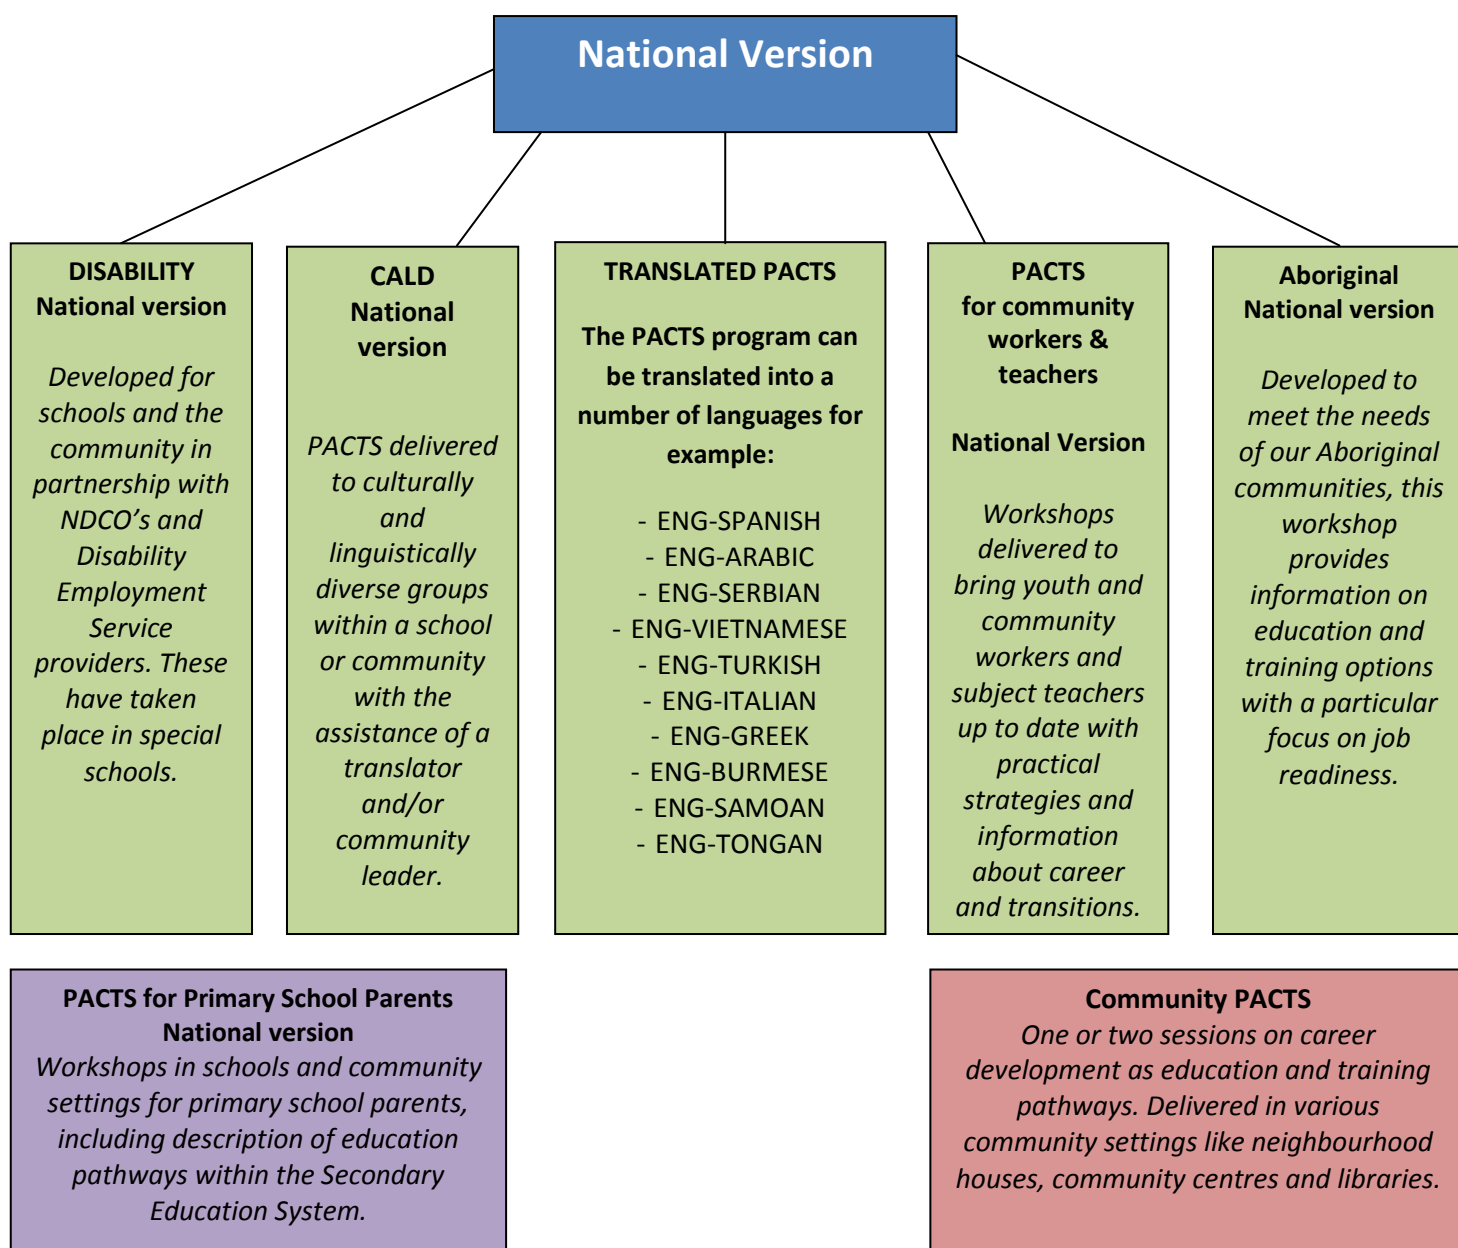 National Version
DISABILITY
National version
Developed for
schools and the
community in
partnership with
NDCO’s and
Disability
Employment
Service
providers. These
have taken
place in special
schools.
CALD
National
version
PACTS delivered
to culturally
and
linguistically
diverse groups
within a school
or community
with the
assistance of a
translator
and/or
community
leader.
TRANSLATED PACTS
The PACTS program can
be translated into a
number of languages for
example:
- ENG-SPANISH
- ENG-ARABIC
- ENG-SERBIAN
- ENG-VIETNAMESE
- ENG-TURKISH
- ENG-ITALIAN
- ENG-GREEK
- ENG-BURMESE
- ENG-SAMOAN
- ENG-TONGAN
PACTS
for community
workers &
teachers
National Version
Workshops
delivered to
bring youth and
community
workers and
subject teachers
up to date with
practical
strategies and
information
about career
and transitions.
Aboriginal
National version
Developed to
meet the needs
of our Aboriginal
communities, this
workshop
provides
information on
education and
training options
with a particular
focus on job
readiness.
PACTS for Primary School Parents
National version
Workshops in schools and community
settings for primary school parents,
including description of education
pathways within the Secondary
Education System.
Community PACTS
One or two sessions on career
development as education and training
pathways. Delivered in various
community settings like neighbourhood
houses, community centres and libraries.